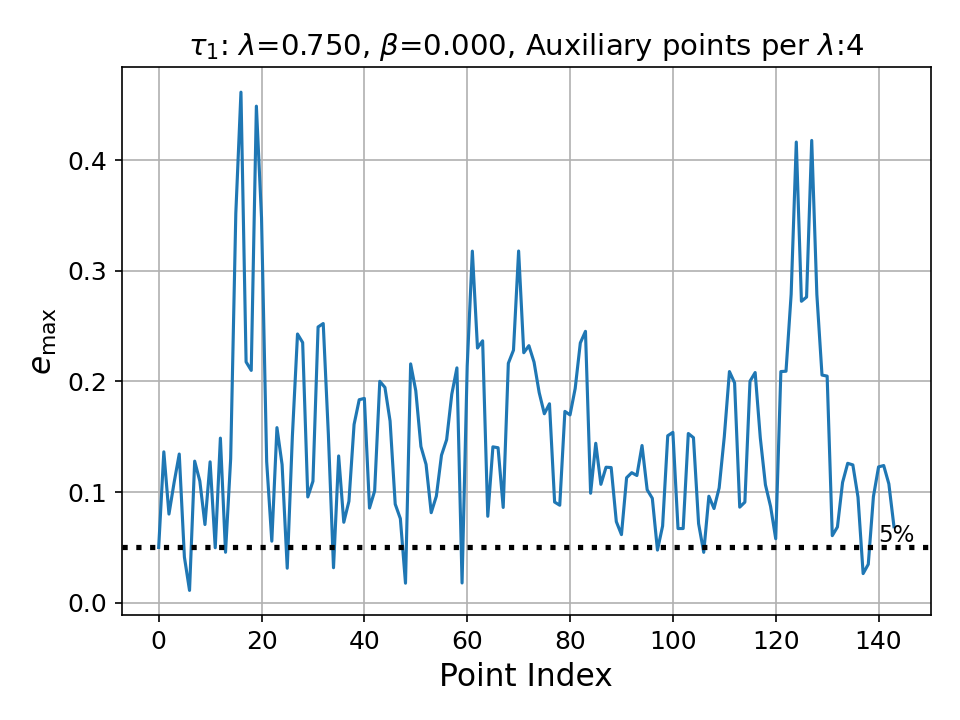 τ₁: λ=0.750, β=0.000, Auxiliary points per λ:4
e_max
0.4
0.3
0.2
0.1
0.0
5%
0 20 40 60 80 100 120 140
Point Index